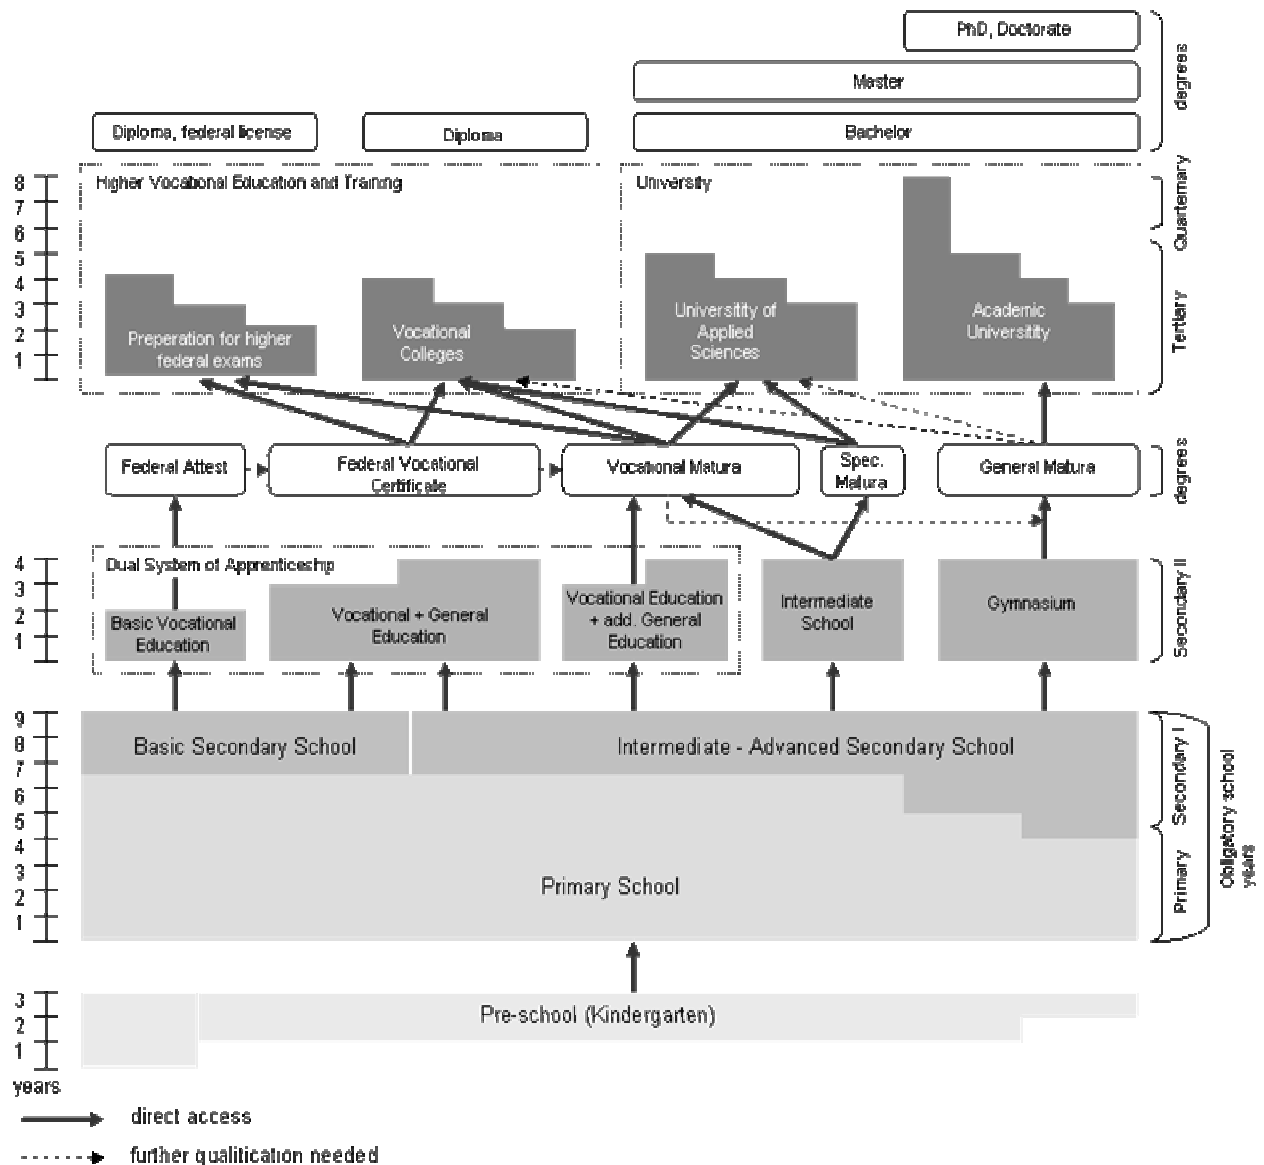 PhD, Doctorate
Master
Diploma, federal license
Diploma
Bachelor
degrees
Higher Vocational Education and Training
University
8
7
6
5
4
3
2
1
Preparation for higher
federal exams
Vocational
Colleges
Universitity of
Applied
Sciences
Academic
Universitity
Quarternary
Tertiary
Federal Attest
Federal Vocational
Certificate
Vocational Matura
Spec.
Matura
General Matura
degrees
Dual System of Apprenticeship
4
3
2
1
Basic Vocational
Education
Vocational + General
Education
Vocational Education
+ add. General
Education
Intermediate
School
Gymnasium
Secondary II
9
8
7
6
5
4
3
2
1
Basic Secondary School
Intermediate - Advanced Secondary School
Primary School
Secondary I
Primary
Obligatory school
years
3
2
1
Pre-school (Kindergarten)
years
direct access
further qualification needed